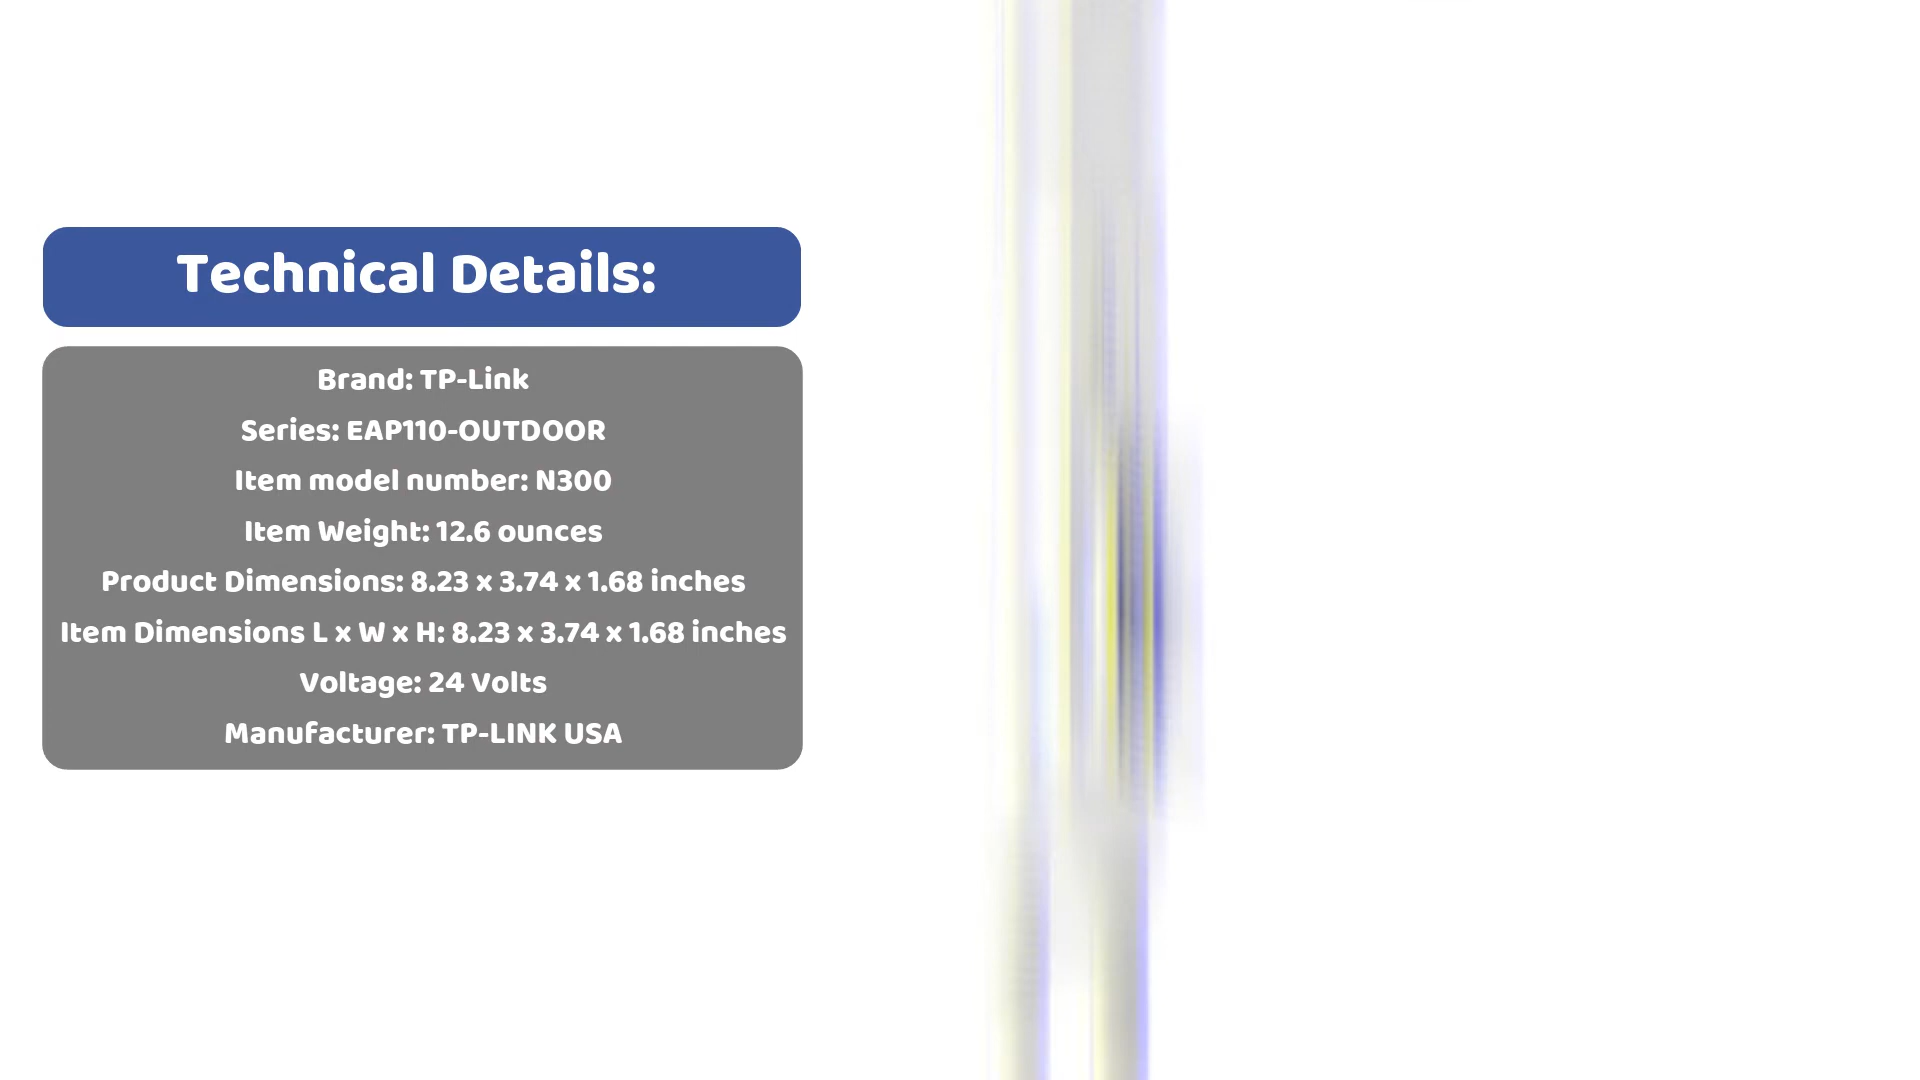 Technical Details:
Brand: TP-Link
Series: EAP110-OUTDOOR
Item model number: N300
Item Weight: 12.6 ounces
Product Dimensions: 8.23 x 3.74 x 1.68 inches
Item Dimensions L x W x H: 8.23 x 3.74 x 1.68 inches
Voltage: 24 Volts
Manufacturer: TP-LINK USA